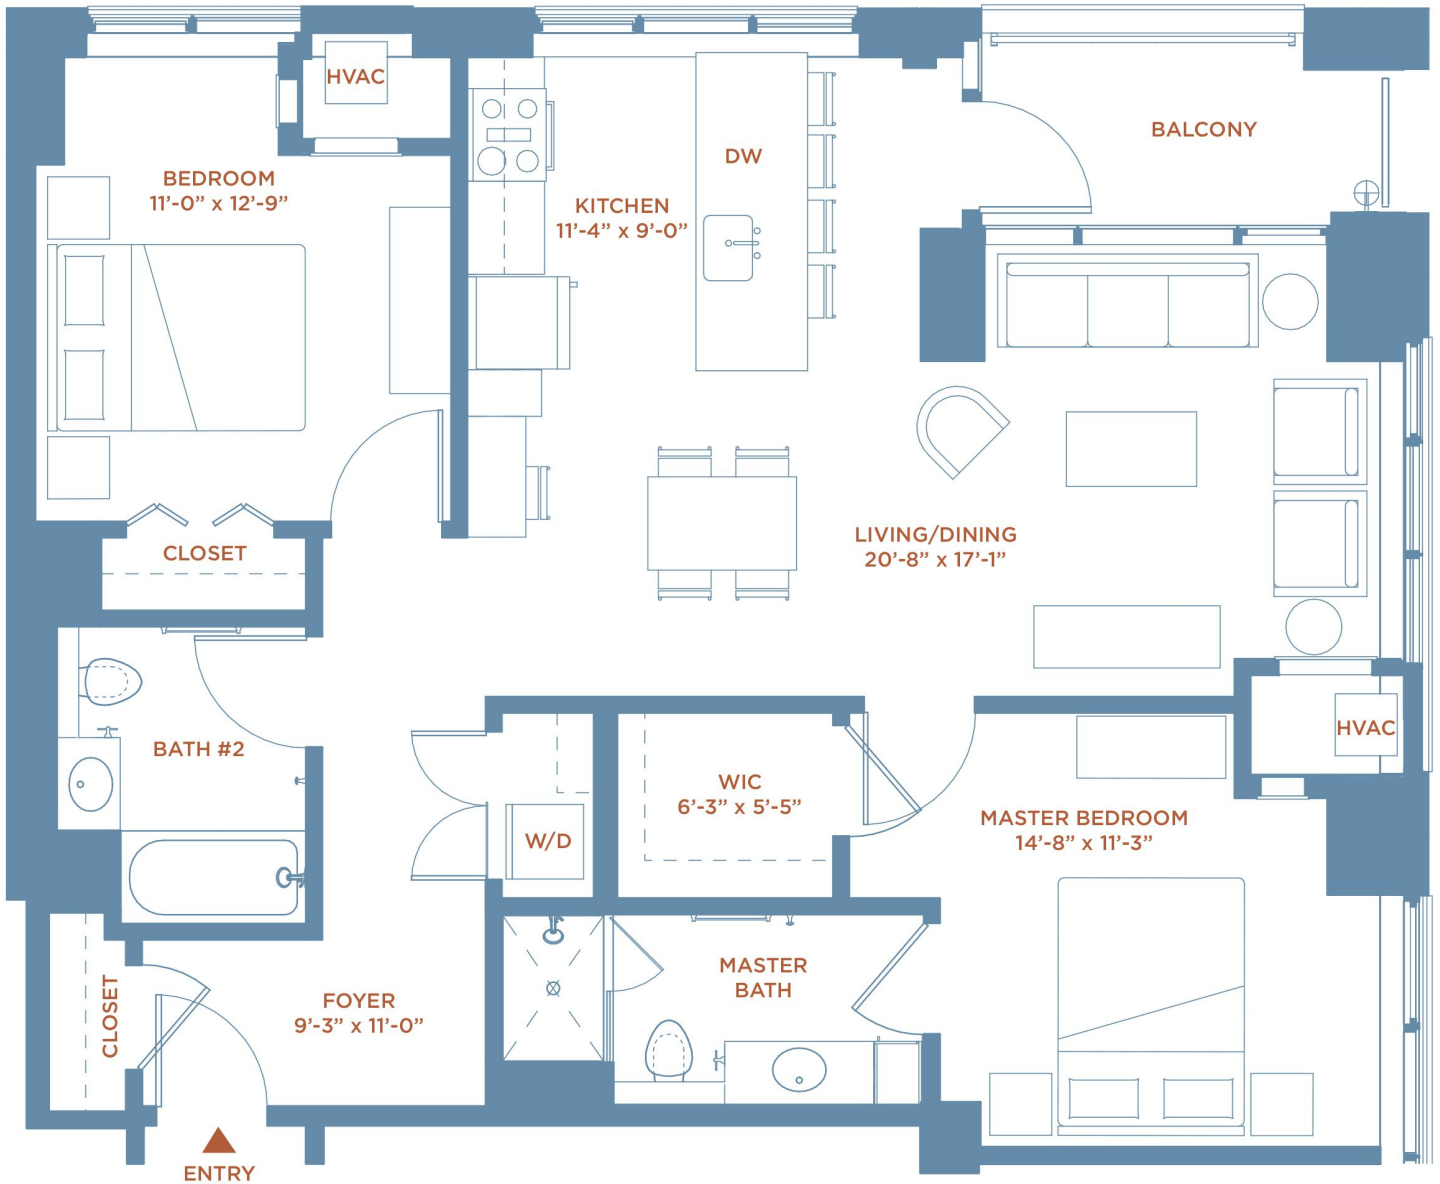 HVAC
BALCONY
DW
BEDROOM
11'-0" x 12'-9"
KITCHEN
11'-4" x 9'-0"
LIVING/DINING
20'-8" x 17'-1"
CLOSET
BATH #2
HVAC
WIC
6'-3" x 5'-5"
MASTER BEDROOM
14'-8" x 11'-3"
W/D
MASTER
BATH
CLOSET
FOYER
9'-3" x 11'-0"
ENTRY